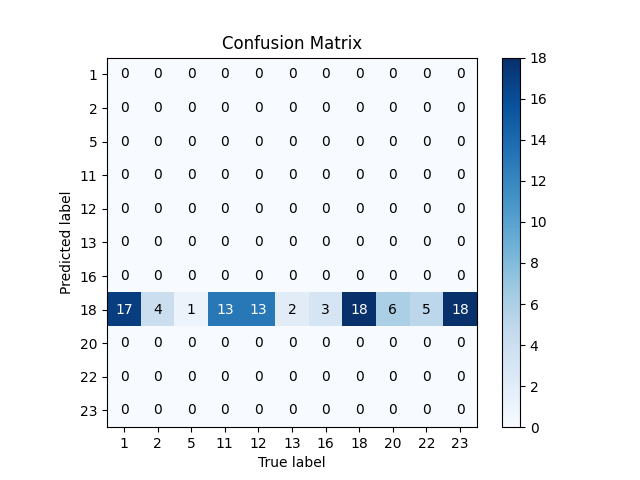 Confusion Matrix
Predicted label
1 0 0 0 0 0 0 0 0 0 0 0
2 0 0 0 0 0 0 0 0 0 0 0
5 0 0 0 0 0 0 0 0 0 0 0
11 0 0 0 0 0 0 0 0 0 0 0
12 0 0 0 0 0 0 0 0 0 0 0
13 0 0 0 0 0 0 0 0 0 0 0
16 0 0 0 0 0 0 0 0 0 0 0
18 17 4 1 13 13 2 3 18 6 5 18
20 0 0 0 0 0 0 0 0 0 0 0
22 0 0 0 0 0 0 0 0 0 0 0
23 0 0 0 0 0 0 0 0 0 0 0
1 2 5 11 12 13 16 18 20 22 23
True label
18
16
14
12
10
8
6
4
2
0